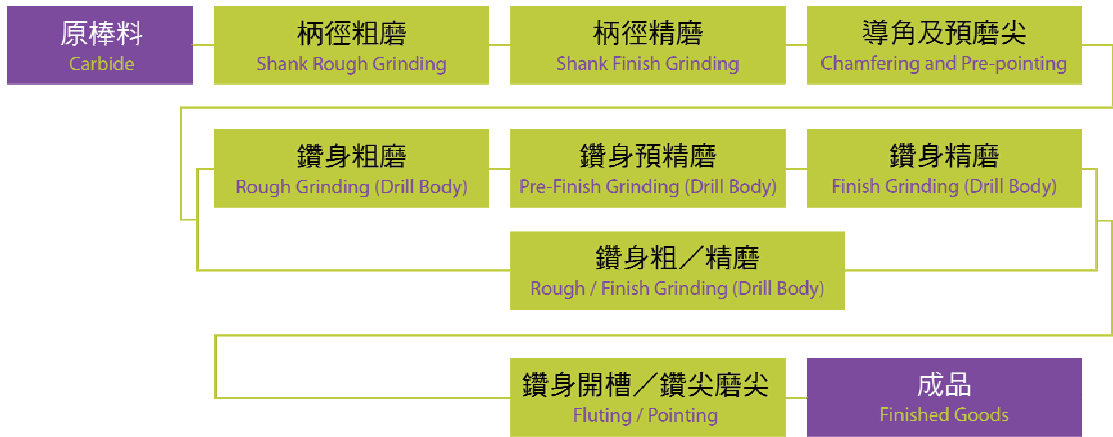 原棒料
Carbide
柄徑粗磨
Shank Rough Grinding
柄徑精磨
Shank Finish Grinding
導角及預磨尖
Chamfering and Pre-pointing
鑽身粗磨
Rough Grinding (Drill Body)
鑽身預精磨
Pre-Finish Grinding (Drill Body)
鑽身精磨
Finish Grinding (Drill Body)
鑽身粗／精磨
Rough / Finish Grinding (Drill Body)
鑽身開槽／鑽尖磨尖
Fluting / Pointing
成品
Finished Goods